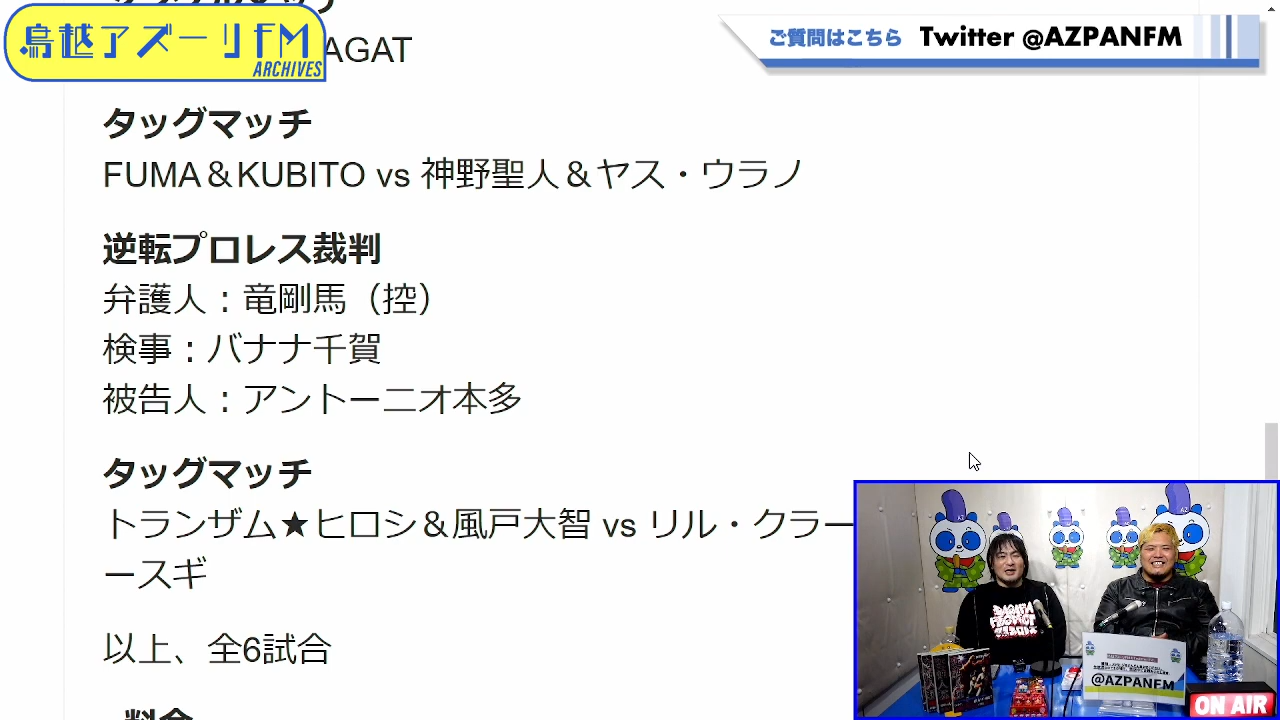 鳥越アズーリFM
ARCHIVES
AGAT
ご質問はこちら Twitter @AZPANFM
タッグマッチ
FUMA＆KUBITO vs 神野聖人＆ヤス・ウラノ
逆転プロレス裁判
弁護人：竜剛馬（控）
検事：バナナ千賀
被告人：アントーニオ本多
タッグマッチ
トランザム★ヒロシ＆風戸大智 vs リル・クラー
ースギ
以上、全6試合
料金
@AZPANFM
ON AIR